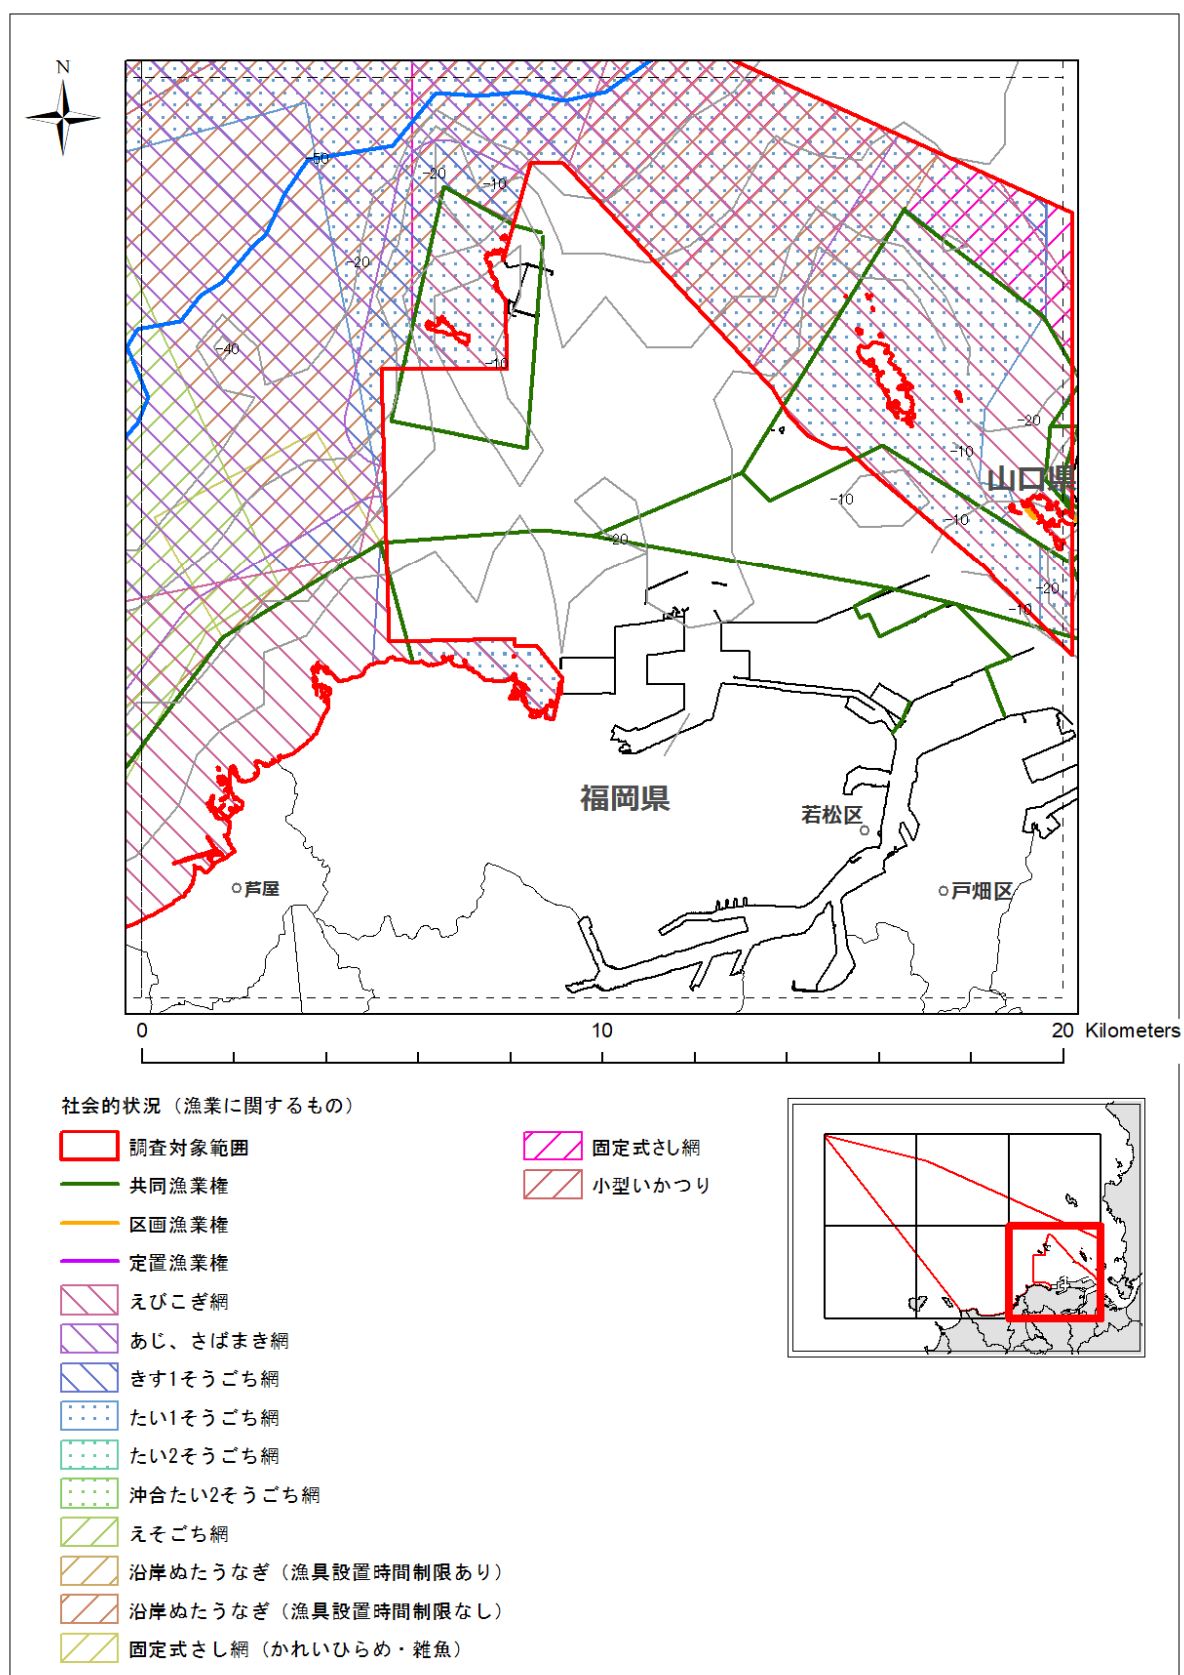 N
-50
-20
-10
-20
-40
-10
-20
-10
山口県
-10
-10
-20
-20
-10
福岡県
若松区
芦屋
戸畑区
0
10
20 Kilometers
社会的状況（漁業に関するもの）
調査対象範囲
共同漁業権
区画漁業権
定置漁業権
えびこぎ網
あじ、さばまき網
きす1そうごち網
たい1そうごち網
たい2そうごち網
沖合たい2そうごち網
えそごち網
沿岸ぬたうなぎ（漁具設置時間制限あり）
沿岸ぬたうなぎ（漁具設置時間制限なし）
固定式さし網（かれいひらめ・雑魚）
固定式さし網
小型いかつり